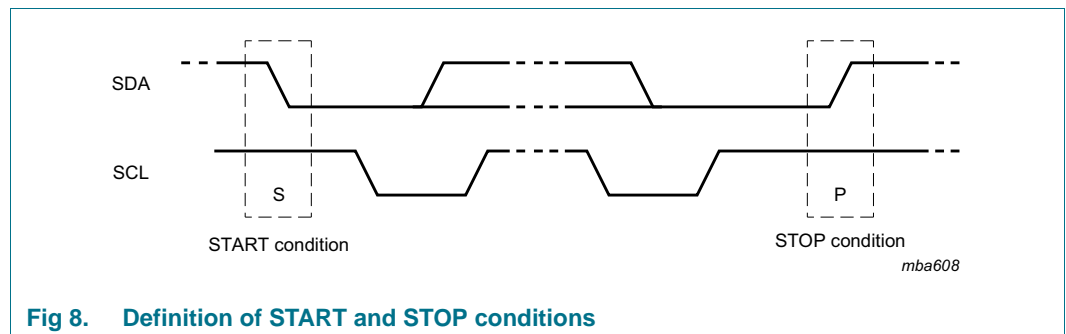 SDA
SCL
S
P
START condition
STOP condition
mba608
Fig 8. Definition of START and STOP conditions